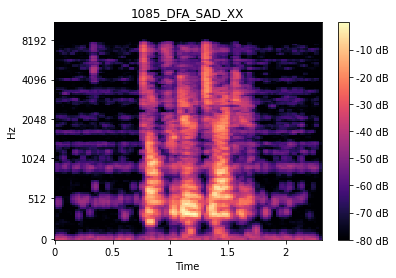 1085_DFA_SAD_XX
8192
4096
2048
1024
512
0
Hz
0
0.5
1
1.5
2
Time
-10 dB
-20 dB
-30 dB
-40 dB
-50 dB
-60 dB
-70 dB
-80 dB